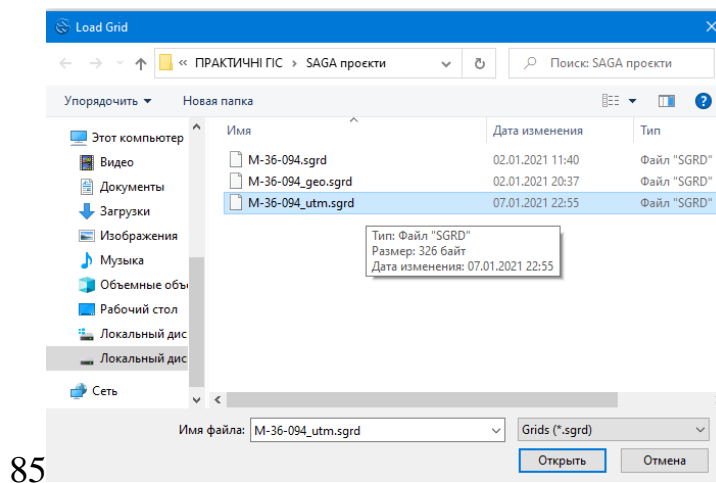 Load Grid
« ПРАКТИЧНІ ГІС › SAGA проєкти
Поиск: SAGA проєкти
Упорядочить
Новая папка
Этот компьютер
Видео
Документы
Загрузки
Изображения
Музыка
Объемные объ
Рабочий стол
Локальный дис
Локальный дис
Сеть
Имя Дата изменения Тип
M-36-094.sgrd 02.01.2021 11:40 Файл "SGRD"
M-36-094_geo.sgrd 02.01.2021 20:37 Файл "SGRD"
M-36-094_utm.sgrd 07.01.2021 22:55 Файл "SGRD"
Тип: Файл "SGRD"
Размер: 326 байт
Дата изменения: 07.01.2021 22:55
Имя файла: M-36-094_utm.sgrd Grids (*.sgrd)
Открыть Отмена
85